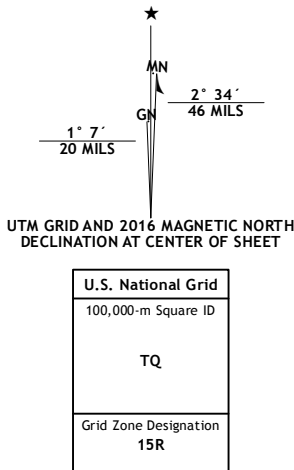 ★
MN
GN
2° 34´
46 MILS
1° 7´
20 MILS
UTM GRID AND 2016 MAGNETIC NORTH
DECLINATION AT CENTER OF SHEET
U.S. National Grid
100,000-m Square ID
TQ
Grid Zone Designation
15R